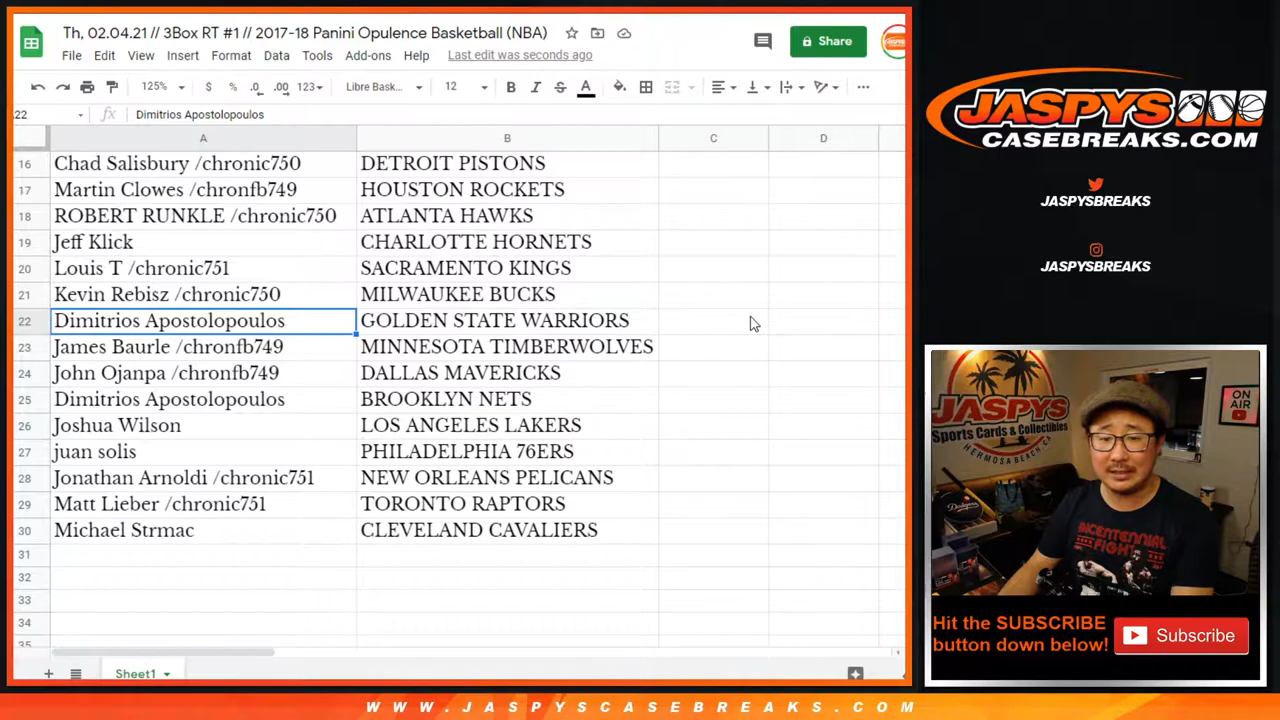 Th, 02.04.21 // 3Box RT #1 // 2017-18 Panini Opulence Basketball (NBA)
File Edit View Insert Format Data Tools Add-ons Help Last edit was seconds ago
Share
125% $ % .0 .00 123 Libre Bask... 12 B I S A
22 fx Dimitrios Apostolopoulos
A B C D
16 Chad Salisbury /chronic750 DETROIT PISTONS
17 Martin Clowes /chronfb749 HOUSTON ROCKETS
18 ROBERT RUNKLE /chronic750 ATLANTA HAWKS
19 Jeff Klick CHARLOTTE HORNETS
20 Louis T /chronic751 SACRAMENTO KINGS
21 Kevin Rebisz /chronic750 MILWAUKEE BUCKS
22 Dimitrios Apostolopoulos GOLDEN STATE WARRIORS
23 James Baurle /chronfb749 MINNESOTA TIMBERWOLVES
24 John Ojanpa /chronfb749 DALLAS MAVERICKS
25 Dimitrios Apostolopoulos BROOKLYN NETS
26 Joshua Wilson LOS ANGELES LAKERS
27 juan solis PHILADELPHIA 76ERS
28 Jonathan Arnoldi /chronic751 NEW ORLEANS PELICANS
29 Matt Lieber /chronic751 TORONTO RAPTORS
30 Michael Strmac CLEVELAND CAVALIERS
31
32
33
34
35
Sheet1
JASPYS
CASEBREAKS.COM
JASPYSBREAKS
JASPYSBREAKS
JASPYS
Sports Cards & Collectibles
HERMOSA BEACH, CA
ON AIR
Dodgers
BICENTENNIAL
FIGHT
Hit the SUBSCRIBE
button down below!
Subscribe
WWW.JASPYSCASEBREAKS.COM